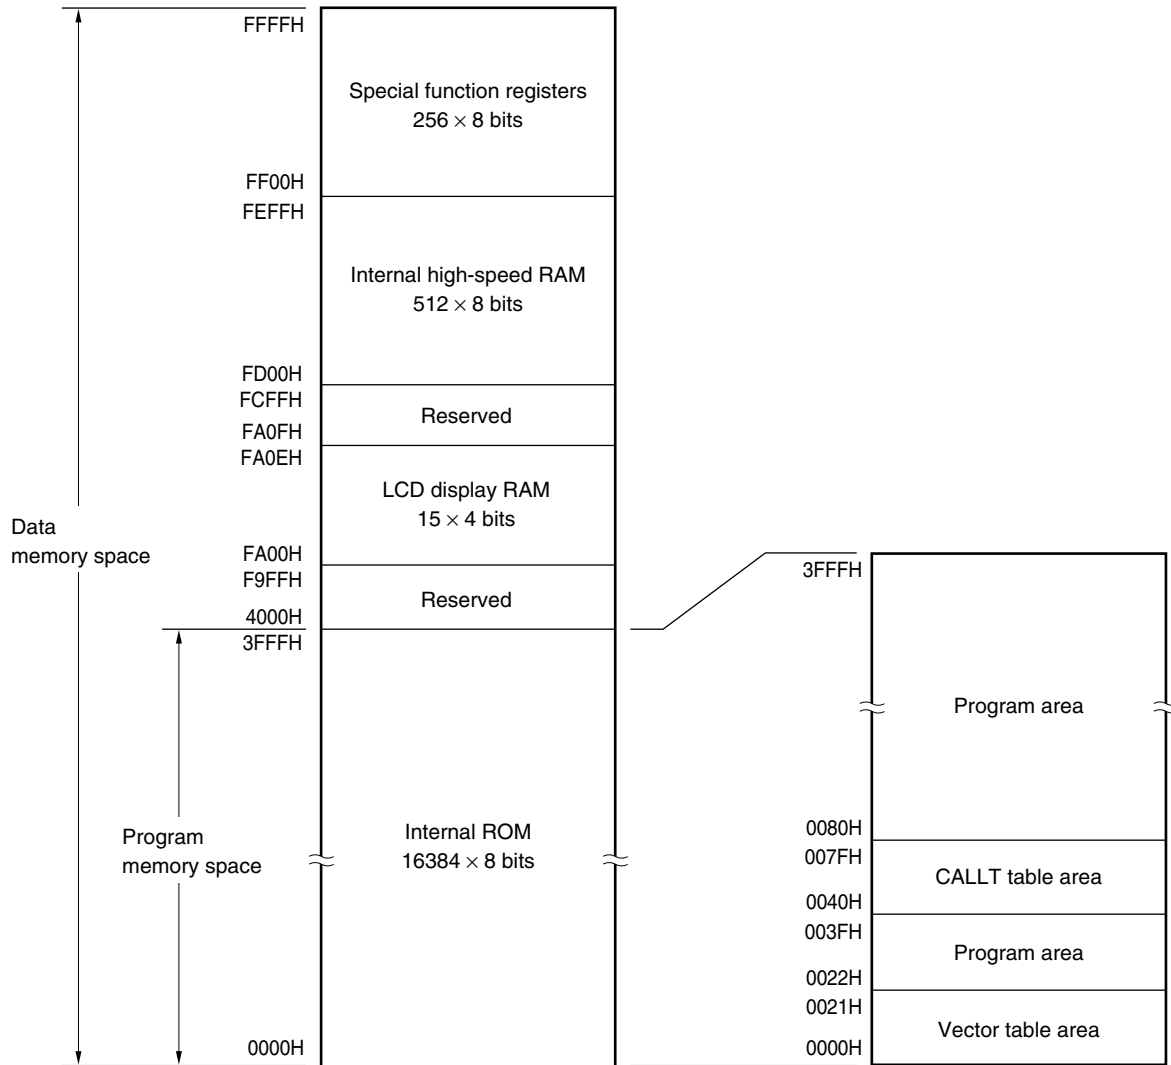 FFFFH
Special function registers
256 × 8 bits
FF00H
FEFFH
Internal high-speed RAM
512 × 8 bits
FD00H
FCFFH
Reserved
FA0FH
FA0EH
LCD display RAM
15 × 4 bits
Data
memory space
FA00H
F9FFH
Reserved
4000H
3FFFH
Program
memory space
Internal ROM
16384 × 8 bits
0000H
3FFFH
Program area
0080H
007FH
CALLT table area
0040H
003FH
Program area
0022H
0021H
Vector table area
0000H